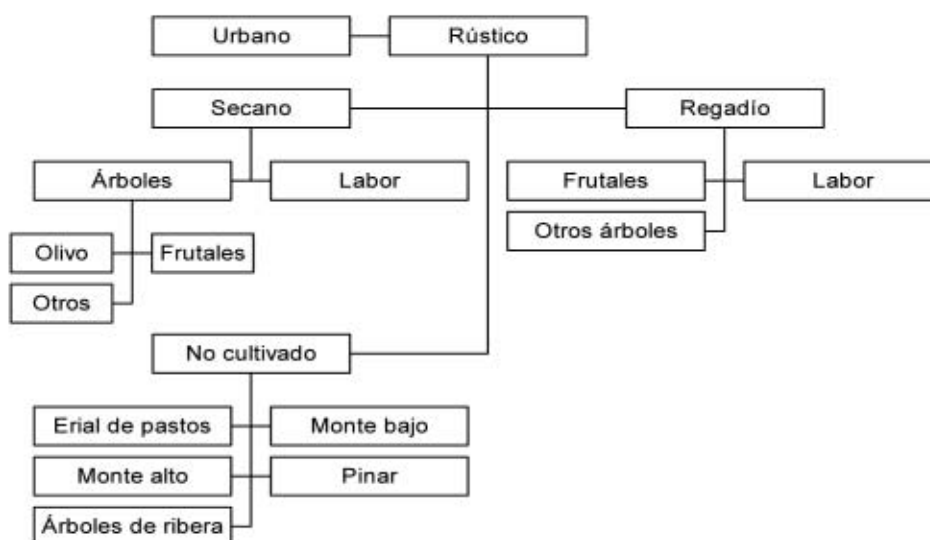 Urbano
Rústico
Secano
Regadío
Árboles
Labor
Frutales
Labor
Otros árboles
Olivo
Frutales
Otros
No cultivado
Erial de pastos
Monte bajo
Monte alto
Pinar
Árboles de ribera